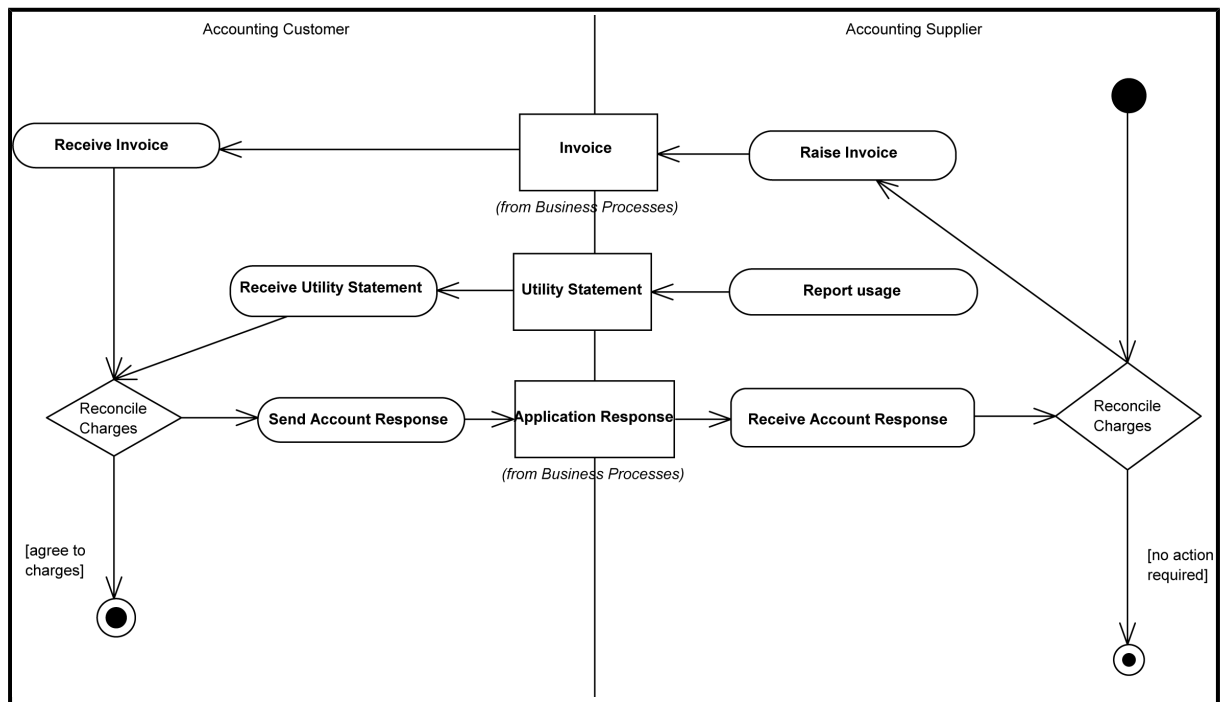 Accounting Customer
Accounting Supplier
Receive Invoice
Invoice
Raise Invoice
(from Business Processes)
Receive Utility Statement
Utility Statement
Report usage
Reconcile
Charges
Send Account Response
Application Response
Receive Account Response
Reconcile
Charges
(from Business Processes)
[agree to
charges]
[no action
required]